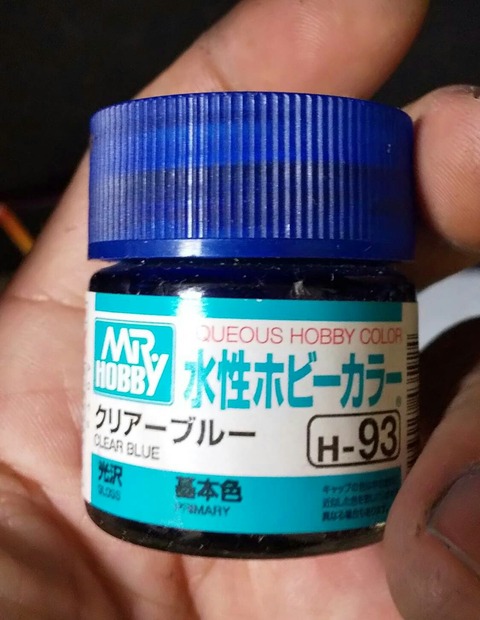 QUEOUS HOBBY COLOR
MR.
HOBBY
水性ホビーカラー
クリアーブルー
CLEAR BLUE
H-93
光沢
GLOSS
基本色
PRIMARY